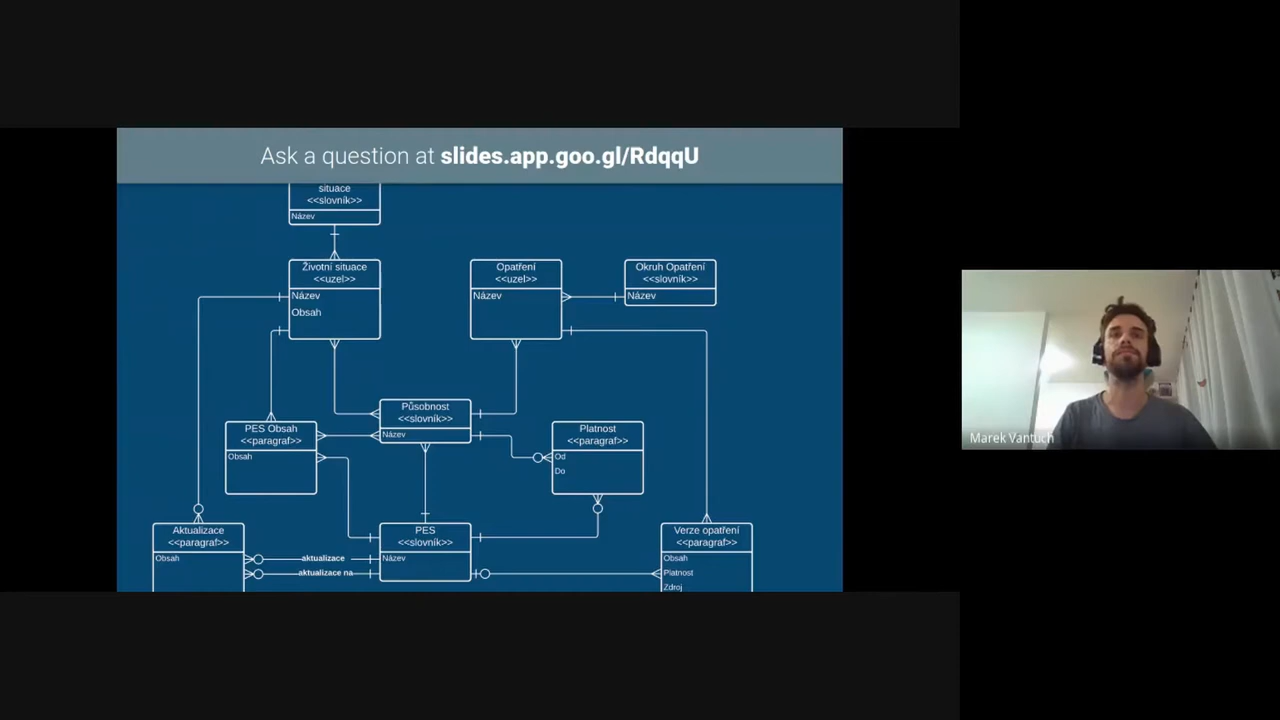 Ask a question at slides.app.goo.gl/RdqqU
situace
<<slovník>>
Název
Životní situace
<<uzel>>
Název
Obsah
Opatření
<<uzel>>
Název
Okruh Opatření
<<slovník>>
Název
Působnost
<<slovník>>
Název
PES Obsah
<<paragraf>>
Obsah
Platnost
<<paragraf>>
Od
Do
Aktualizace
<<paragraf>>
Obsah
aktualizace
aktualizace na
PES
<<slovník>>
Název
Verze opatření
<<paragraf>>
Obsah
Platnost
Zdroj
Marek Vantuch